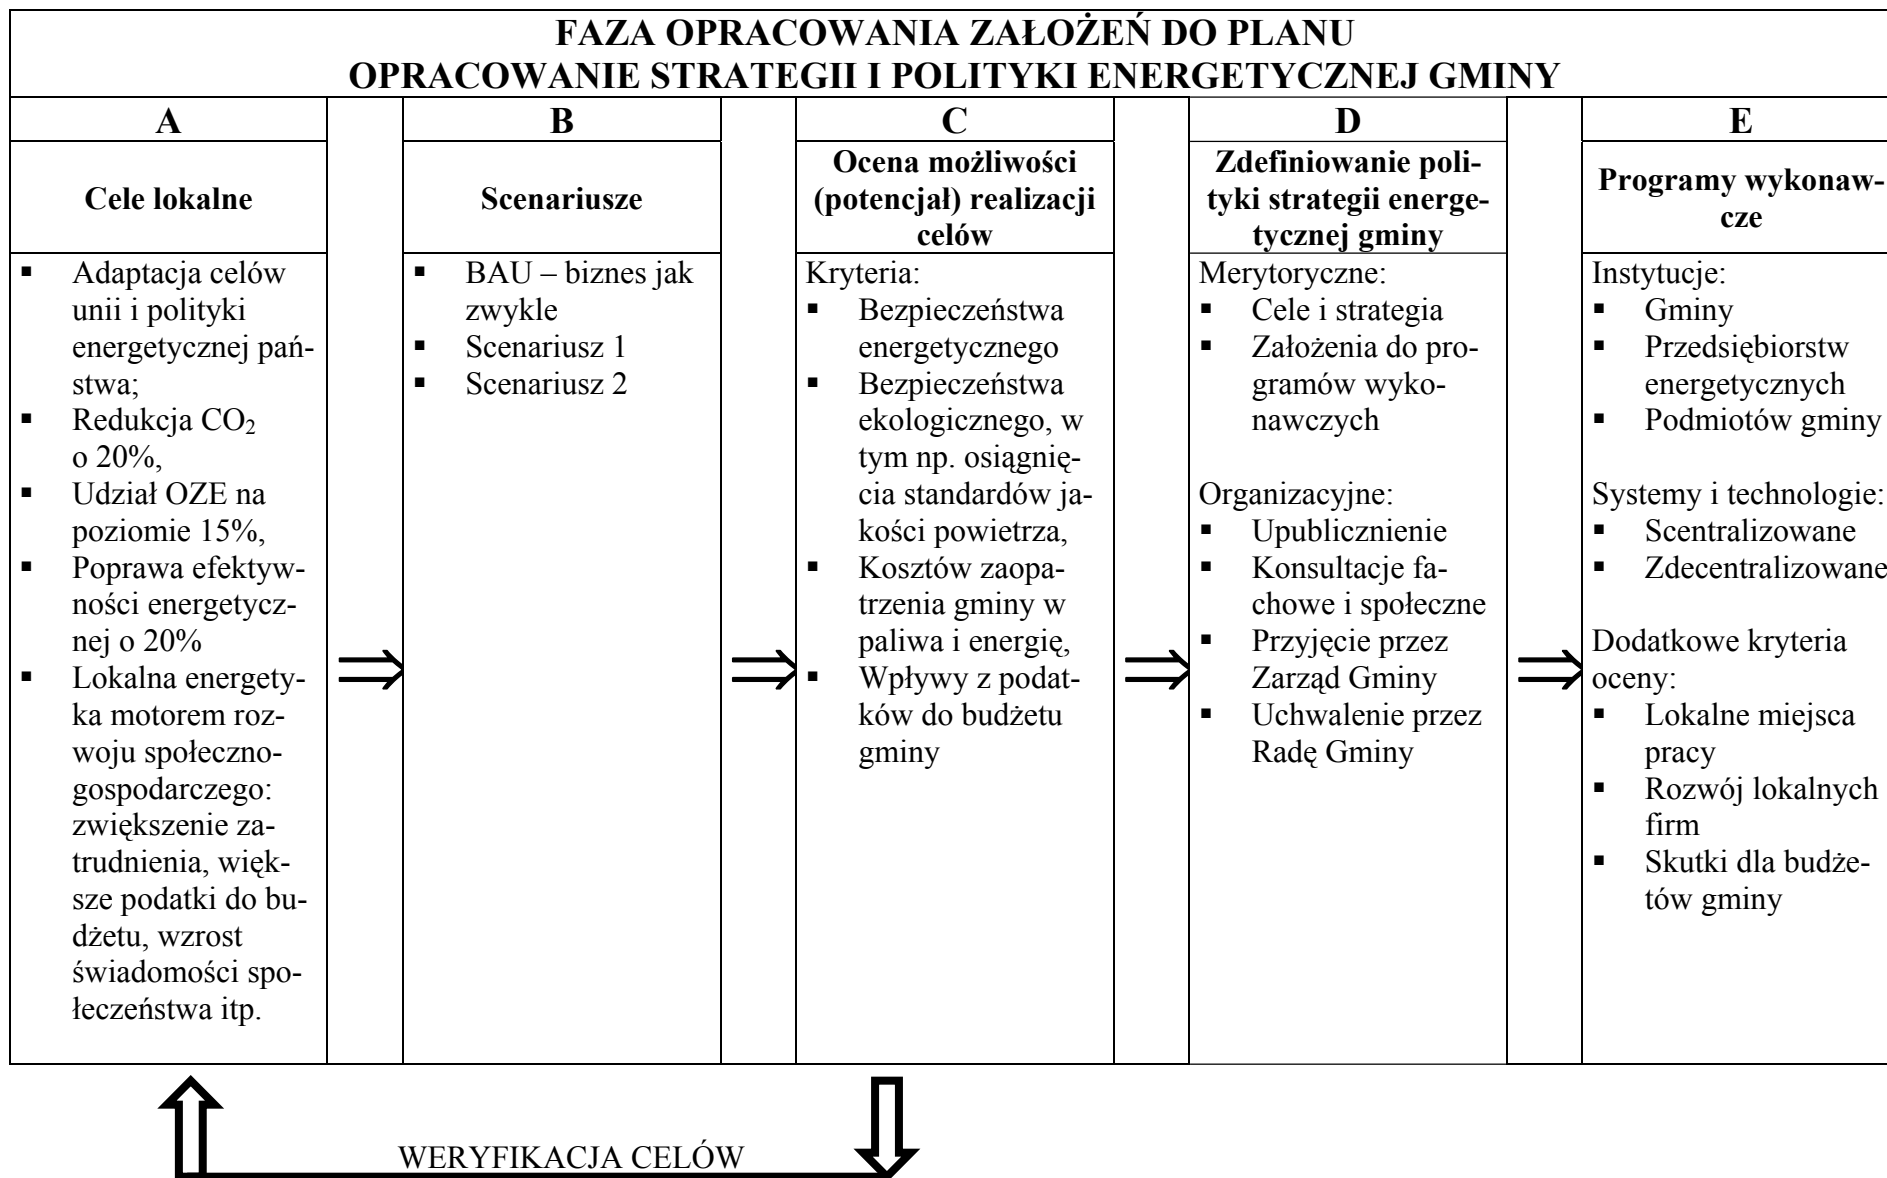 FAZA OPRACOWANIA ZAŁOŻEŃ DO PLANU
OPRACOWANIE STRATEGII I POLITYKI ENERGETYCZNEJ GMINY
A
Cele lokalne
▪ Adaptacja celów
unii i polityki
energetycznej pań-
stwa;
▪ Redukcja CO₂
o 20%,
▪ Udział OZE na
poziomie 15%,
▪ Poprawa efektyw-
ności energetycz-
nej o 20%
▪ Lokalna energety-
ka motorem roz-
woju społeczno-
gospodarczego:
zwiększenie za-
trudnienia, więk-
sze podatki do bu-
dżetu, wzrost
świadomości spo-
łeczeństwa itp.
⇒
B
Scenariusze
▪ BAU – biznes jak
zwykle
▪ Scenariusz 1
▪ Scenariusz 2
⇒
C
Ocena możliwości
(potencjał) realizacji
celów
Kryteria:
▪ Bezpieczeństwa
energetycznego
▪ Bezpieczeństwa
ekologicznego, w
tym np. osiągnię-
cia standardów ja-
kości powietrza,
▪ Kosztów zaopa-
trzenia gminy w
paliwa i energię,
▪ Wpływy z podat-
ków do budżetu
gminy
⇒
D
Zdefiniowanie poli-
tyki strategii energe-
tycznej gminy
Merytoryczne:
▪ Cele i strategia
▪ Założenia do pro-
gramów wyko-
nawczych
Organizacyjne:
▪ Upublicznienie
▪ Konsultacje fa-
chowe i społeczne
▪ Przyjęcie przez
Zarząd Gminy
▪ Uchwalenie przez
Radę Gminy
⇒
E
Programy wykonaw-
cze
Instytucje:
▪ Gminy
▪ Przedsiębiorstw
energetycznych
▪ Podmiotów gminy
Systemy i technologie:
▪ Scentralizowane
▪ Zdecentralizowane
Dodatkowe kryteria
oceny:
▪ Lokalne miejsca
pracy
▪ Rozwój lokalnych
firm
▪ Skutki dla budże-
tów gminy
WERYFIKACJA CELÓW